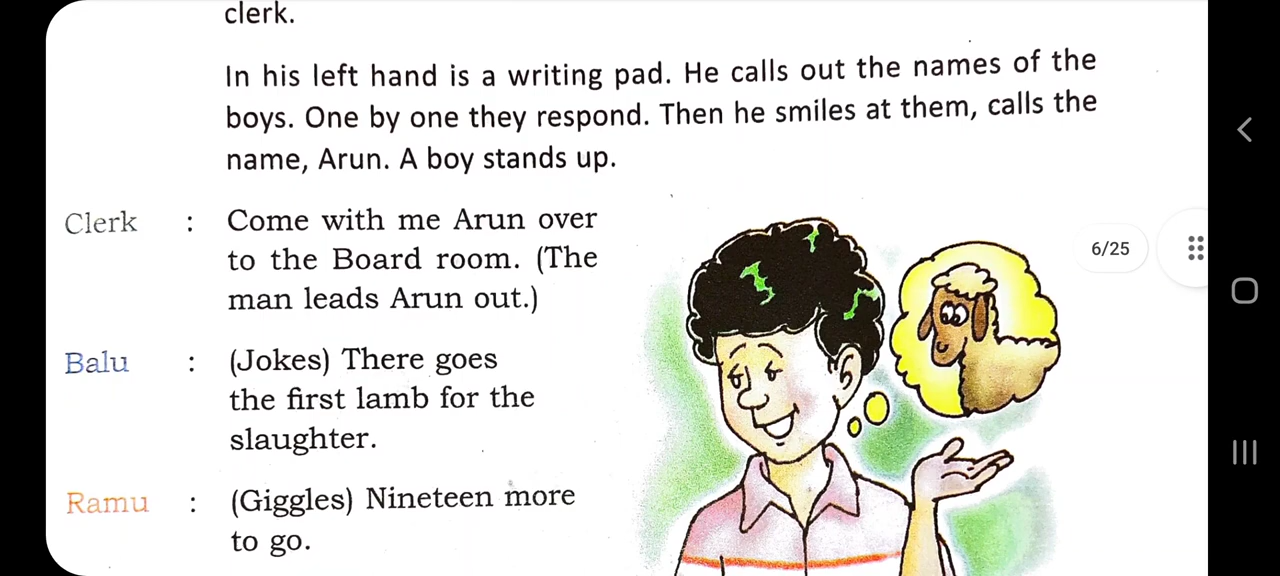 clerk.
In his left hand is a writing pad. He calls out the names of the
boys. One by one they respond. Then he smiles at them, calls the
name, Arun. A boy stands up.
Clerk : Come with me Arun over
to the Board room. (The
man leads Arun out.)
6/25
Balu : (Jokes) There goes
the first lamb for the
slaughter.
Ramu : (Giggles) Nineteen more
to go.